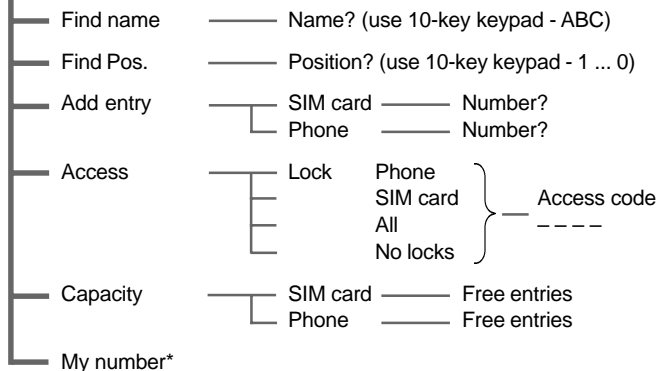 Find name Name? (use 10-key keypad - ABC)
Find Pos. Position? (use 10-key keypad - 1 ... 0)
Add entry SIM card Number?
Phone Number?
Access Lock Phone
SIM card Access code
All – – – –
No locks
Capacity SIM card Free entries
Phone Free entries
My number*